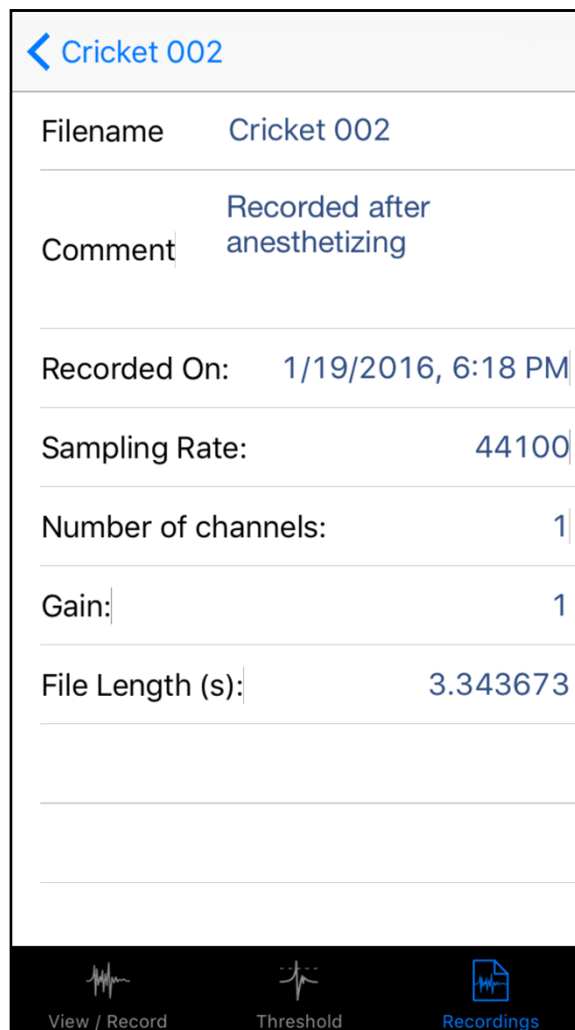 Cricket 002
Filename Cricket 002
Recorded after
anesthetizing
Comment
Recorded On: 1/19/2016, 6:18 PM
Sampling Rate: 44100
Number of channels: 1
Gain: 1
File Length (s): 3.343673
View / Record Threshold Recordings